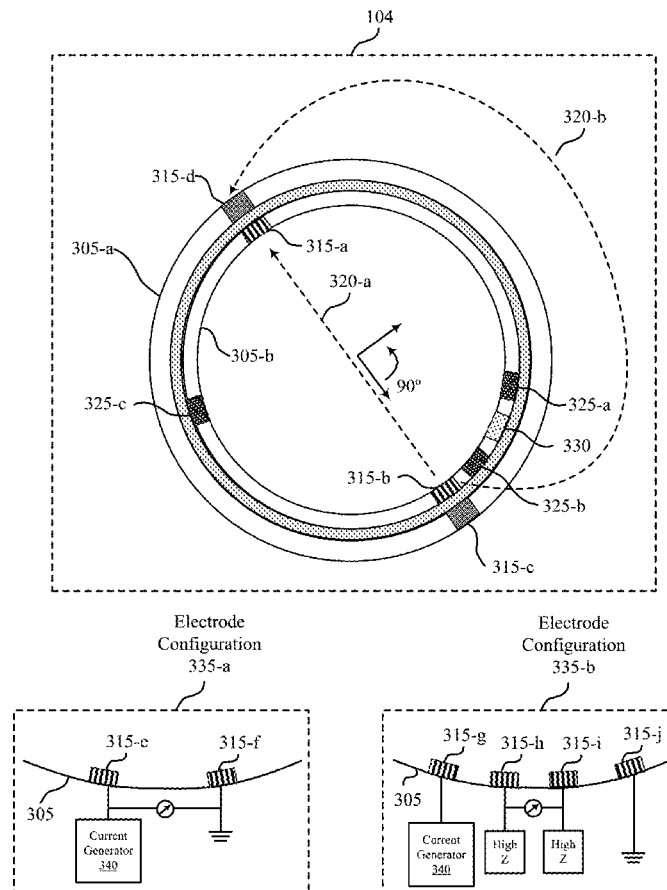 104
320-b
315-d
315-a
305-a
320-a
305-b
90°
325-c
325-a
330
315-b
325-b
315-c
Electrode
Configuration
335-a
Electrode
Configuration
335-b
315-e
315-f
305
Current
Generator
340
315-g
315-h
315-i
315-j
305
Current
Generator
340
High
Z
High
Z